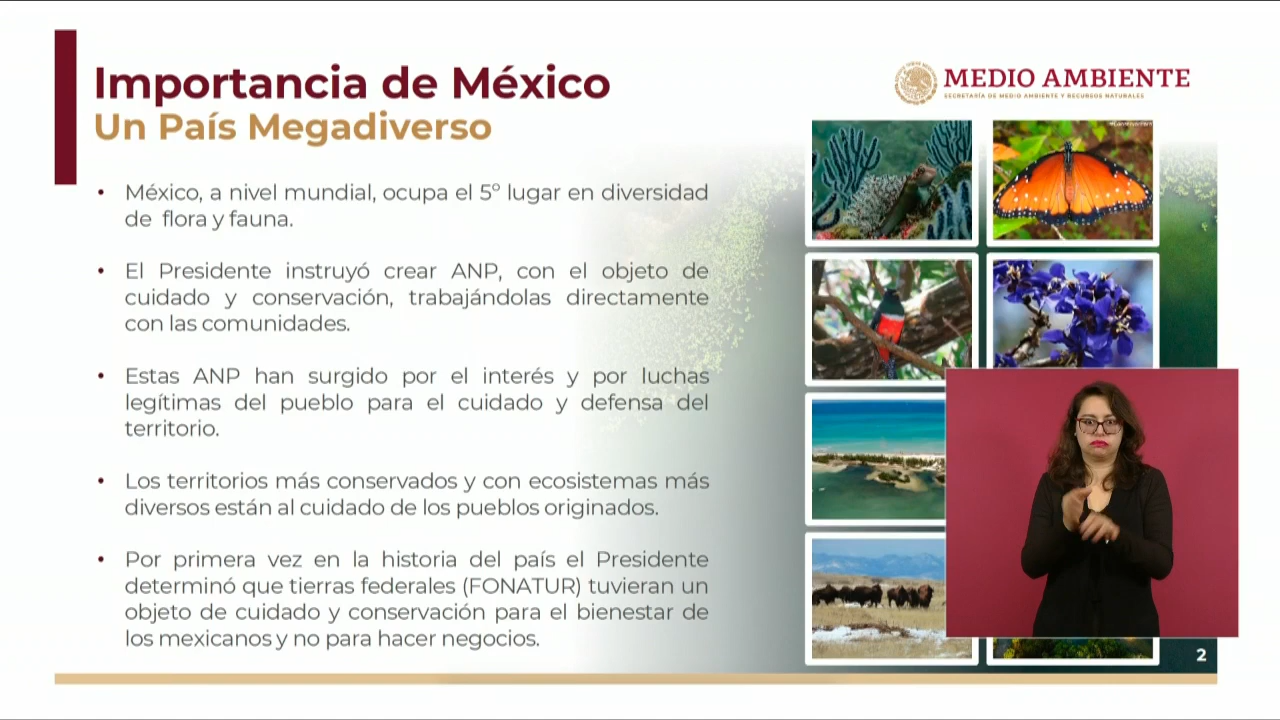 Importancia de México
Un País Megadiverso
MEDIO AMBIENTE
SECRETARÍA DE MEDIO AMBIENTE Y RECURSOS NATURALES
• México, a nivel mundial, ocupa el 5º lugar en diversidad
de flora y fauna.
• El Presidente instruyó crear ANP, con el objeto de
cuidado y conservación, trabajándolas directamente
con las comunidades.
• Estas ANP han surgido por el interés y por luchas
legítimas del pueblo para el cuidado y defensa del
territorio.
• Los territorios más conservados y con ecosistemas más
diversos están al cuidado de los pueblos originados.
• Por primera vez en la historia del país el Presidente
determinó que tierras federales (FONATUR) tuvieran un
objeto de cuidado y conservación para el bienestar de
los mexicanos y no para hacer negocios.
2